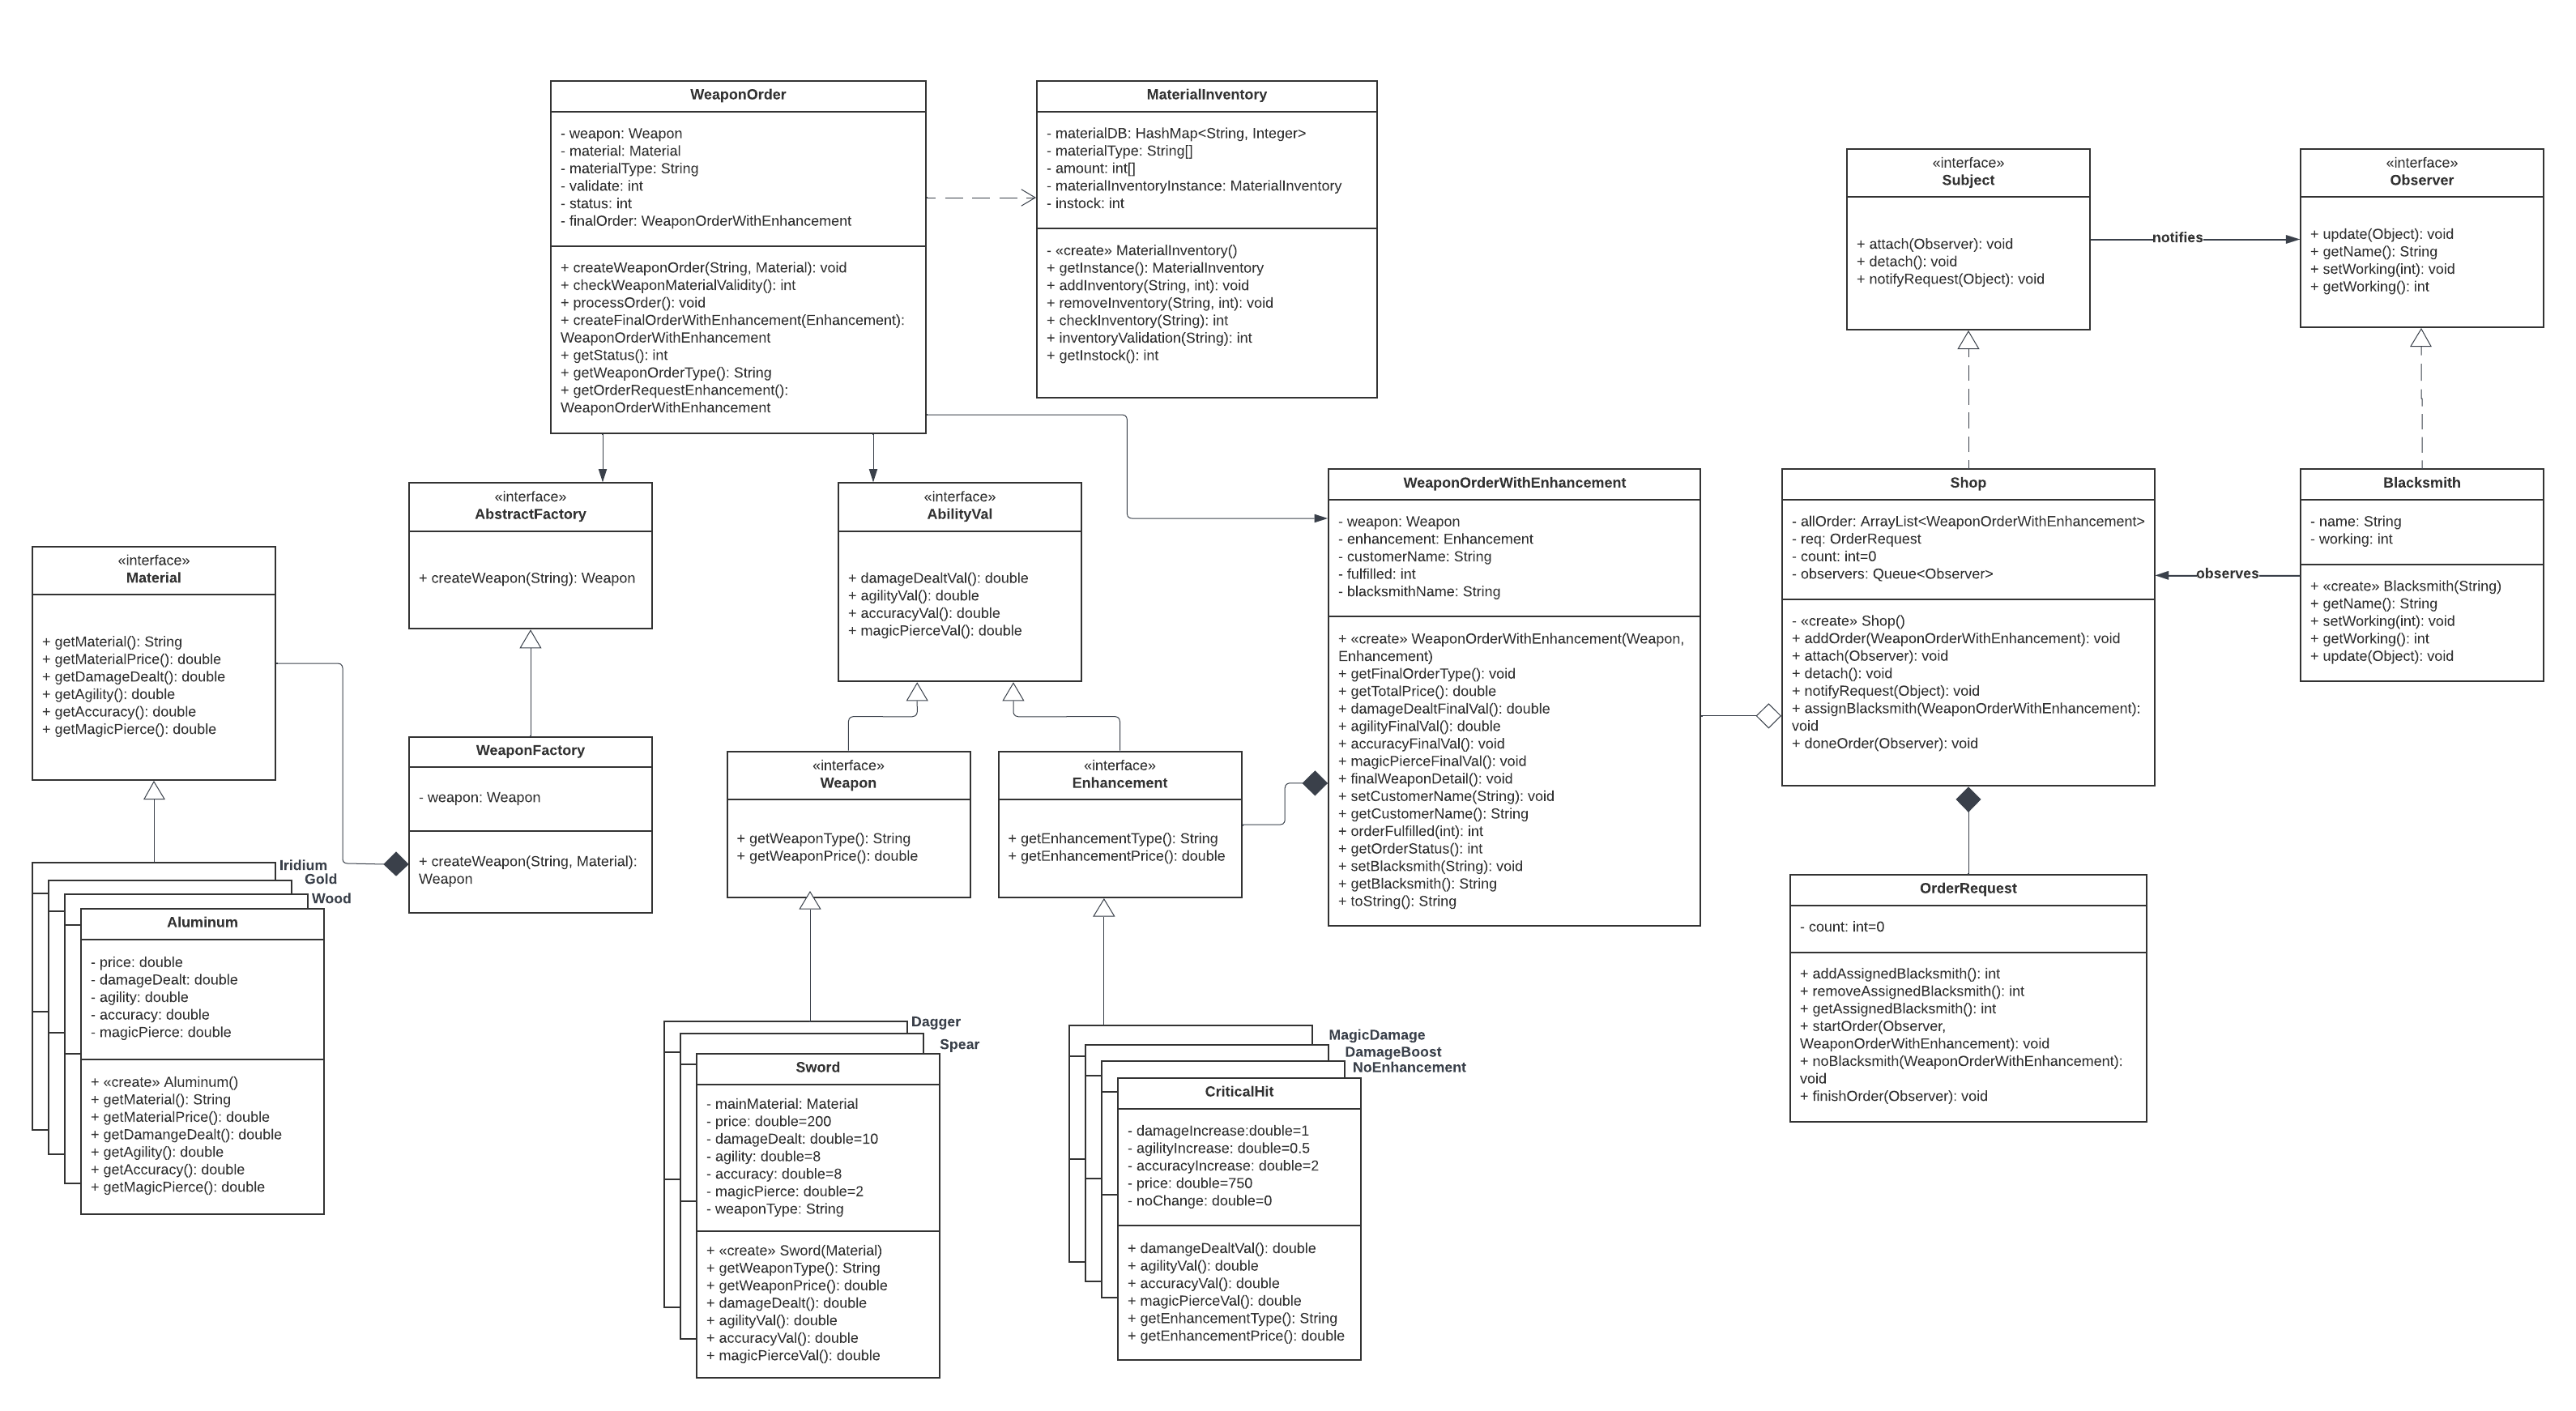 WeaponOrder
- weapon: Weapon
- material: Material
- materialType: String
- validate: int
- status: int
- finalOrder: WeaponOrderWithEnhancement
+ createWeaponOrder(String, Material): void
+ checkWeaponMaterialValidity(): int
+ processOrder(): void
+ createFinalOrderWithEnhancement(Enhancement):
WeaponOrderWithEnhancement
+ getStatus(): int
+ getWeaponOrderType(): String
+ getOrderRequestEnhancement():
WeaponOrderWithEnhancement
MaterialInventory
- materialDB: HashMap<String, Integer>
- materialType: String[]
- amount: int[]
- materialInventoryInstance: MaterialInventory
- instock: int
- «create» MaterialInventory()
+ getInstance(): MaterialInventory
+ addInventory(String, int): void
+ removeInventory(String, int): void
+ checkInventory(String): int
+ inventoryValidation(String): int
+ getInstock(): int
«interface»
Subject
+ attach(Observer): void
+ detach(): void
+ notifyRequest(Object): void
notifies
«interface»
Observer
+ update(Object): void
+ getName(): String
+ setWorking(int): void
+ getWorking(): int
«interface»
Material
+ getMaterial(): String
+ getMaterialPrice(): double
+ getDamageDealt(): double
+ getAgility(): double
+ getAccuracy(): double
+ getMagicPierce(): double
«interface»
AbstractFactory
+ createWeapon(String): Weapon
«interface»
AbilityVal
+ damageDealtVal(): double
+ agilityVal(): double
+ accuracyVal(): double
+ magicPierceVal(): double
WeaponOrderWithEnhancement
- weapon: Weapon
- enhancement: Enhancement
- customerName: String
- fulfilled: int
- blacksmithName: String
+ «create» WeaponOrderWithEnhancement(Weapon,
Enhancement)
+ getFinalOrderType(): void
+ getTotalPrice(): double
+ damageDealtFinalVal(): double
+ agilityFinalVal(): double
+ accuracyFinalVal(): void
+ magicPierceFinalVal(): void
+ finalWeaponDetail(): void
+ setCustomerName(String): void
+ getCustomerName(): String
+ orderFulfilled(int): int
+ getOrderStatus(): int
+ setBlacksmith(String): void
+ getBlacksmith(): String
+ toString(): String
Shop
- allOrder: ArrayList<WeaponOrderWithEnhancement>
- req: OrderRequest
- count: int=0
- observers: Queue<Observer>
- «create» Shop()
+ addOrder(WeaponOrderWithEnhancement): void
+ attach(Observer): void
+ detach(): void
+ notifyRequest(Object): void
+ assignBlacksmith(WeaponOrderWithEnhancement):
void
+ doneOrder(Observer): void
observes
Blacksmith
- name: String
- working: int
+ «create» Blacksmith(String)
+ getName(): String
+ setWorking(int): void
+ getWorking(): int
+ update(Object): void
WeaponFactory
- weapon: Weapon
+ createWeapon(String, Material):
Weapon
«interface»
Weapon
+ getWeaponType(): String
+ getWeaponPrice(): double
«interface»
Enhancement
+ getEnhancementType(): String
+ getEnhancementPrice(): double
Iridium
Gold
Wood
Aluminum
- price: double
- damageDealt: double
- agility: double
- accuracy: double
- magicPierce: double
+ «create» Aluminum()
+ getMaterial(): String
+ getMaterialPrice(): double
+ getDamangeDealt(): double
+ getAgility(): double
+ getAccuracy(): double
+ getMagicPierce(): double
Dagger
Spear
Sword
- mainMaterial: Material
- price: double=200
- damageDealt: double=10
- agility: double=8
- accuracy: double=8
- magicPierce: double=2
- weaponType: String
+ «create» Sword(Material)
+ getWeaponType(): String
+ getWeaponPrice(): double
+ damageDealt(): double
+ agilityVal(): double
+ accuracyVal(): double
+ magicPierceVal(): double
MagicDamage
DamageBoost
NoEnhancement
CriticalHit
- damageIncrease:double=1
- agilityIncrease: double=0.5
- accuracyIncrease: double=2
- price: double=750
- noChange: double=0
+ damangeDealtVal(): double
+ agilityVal(): double
+ accuracyVal(): double
+ magicPierceVal(): double
+ getEnhancementType(): String
+ getEnhancementPrice(): double
OrderRequest
- count: int=0
+ addAssignedBlacksmith(): int
+ removeAssignedBlacksmith(): int
+ getAssignedBlacksmith(): int
+ startOrder(Observer,
WeaponOrderWithEnhancement): void
+ noBlacksmith(WeaponOrderWithEnhancement):
void
+ finishOrder(Observer): void